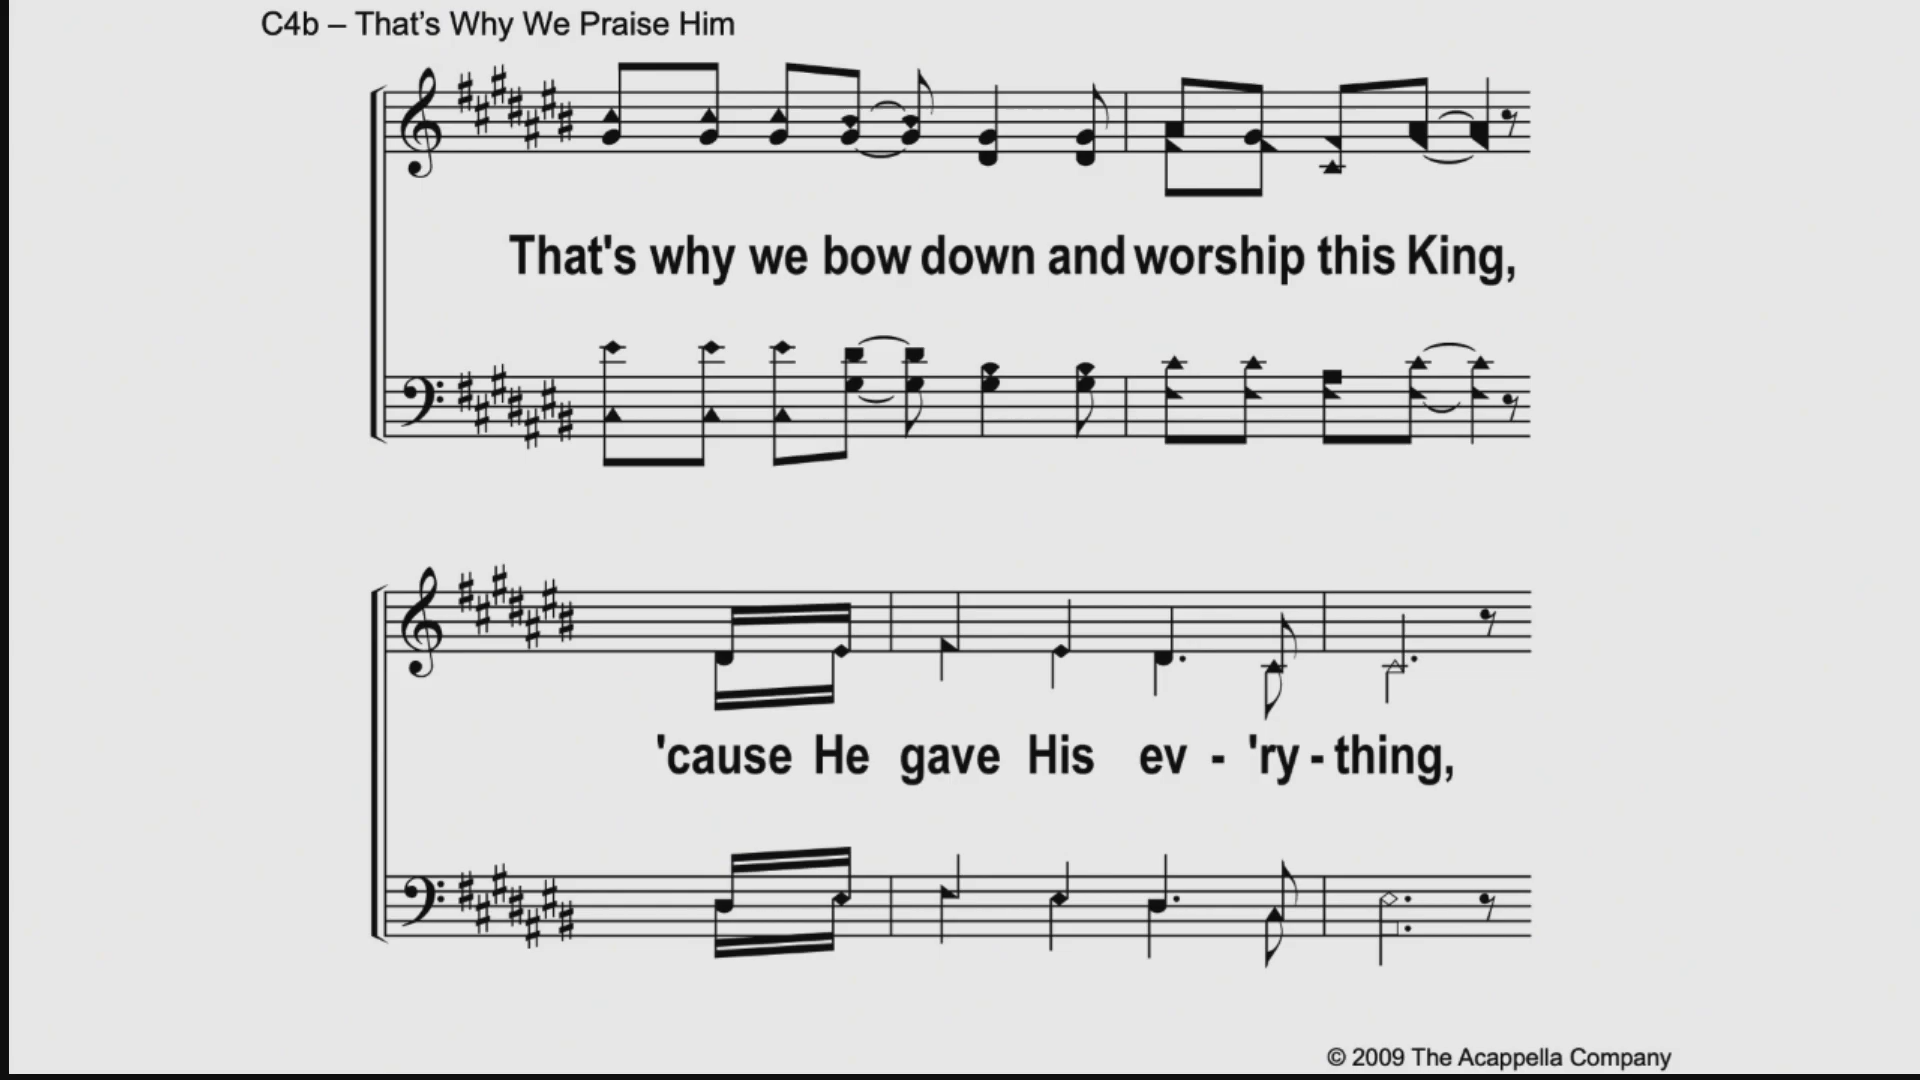 C4b – That’s Why We Praise Him
That's why we bow down and worship this King,
'cause He gave His ev - 'ry - thing,
© 2009 The Acappella Company